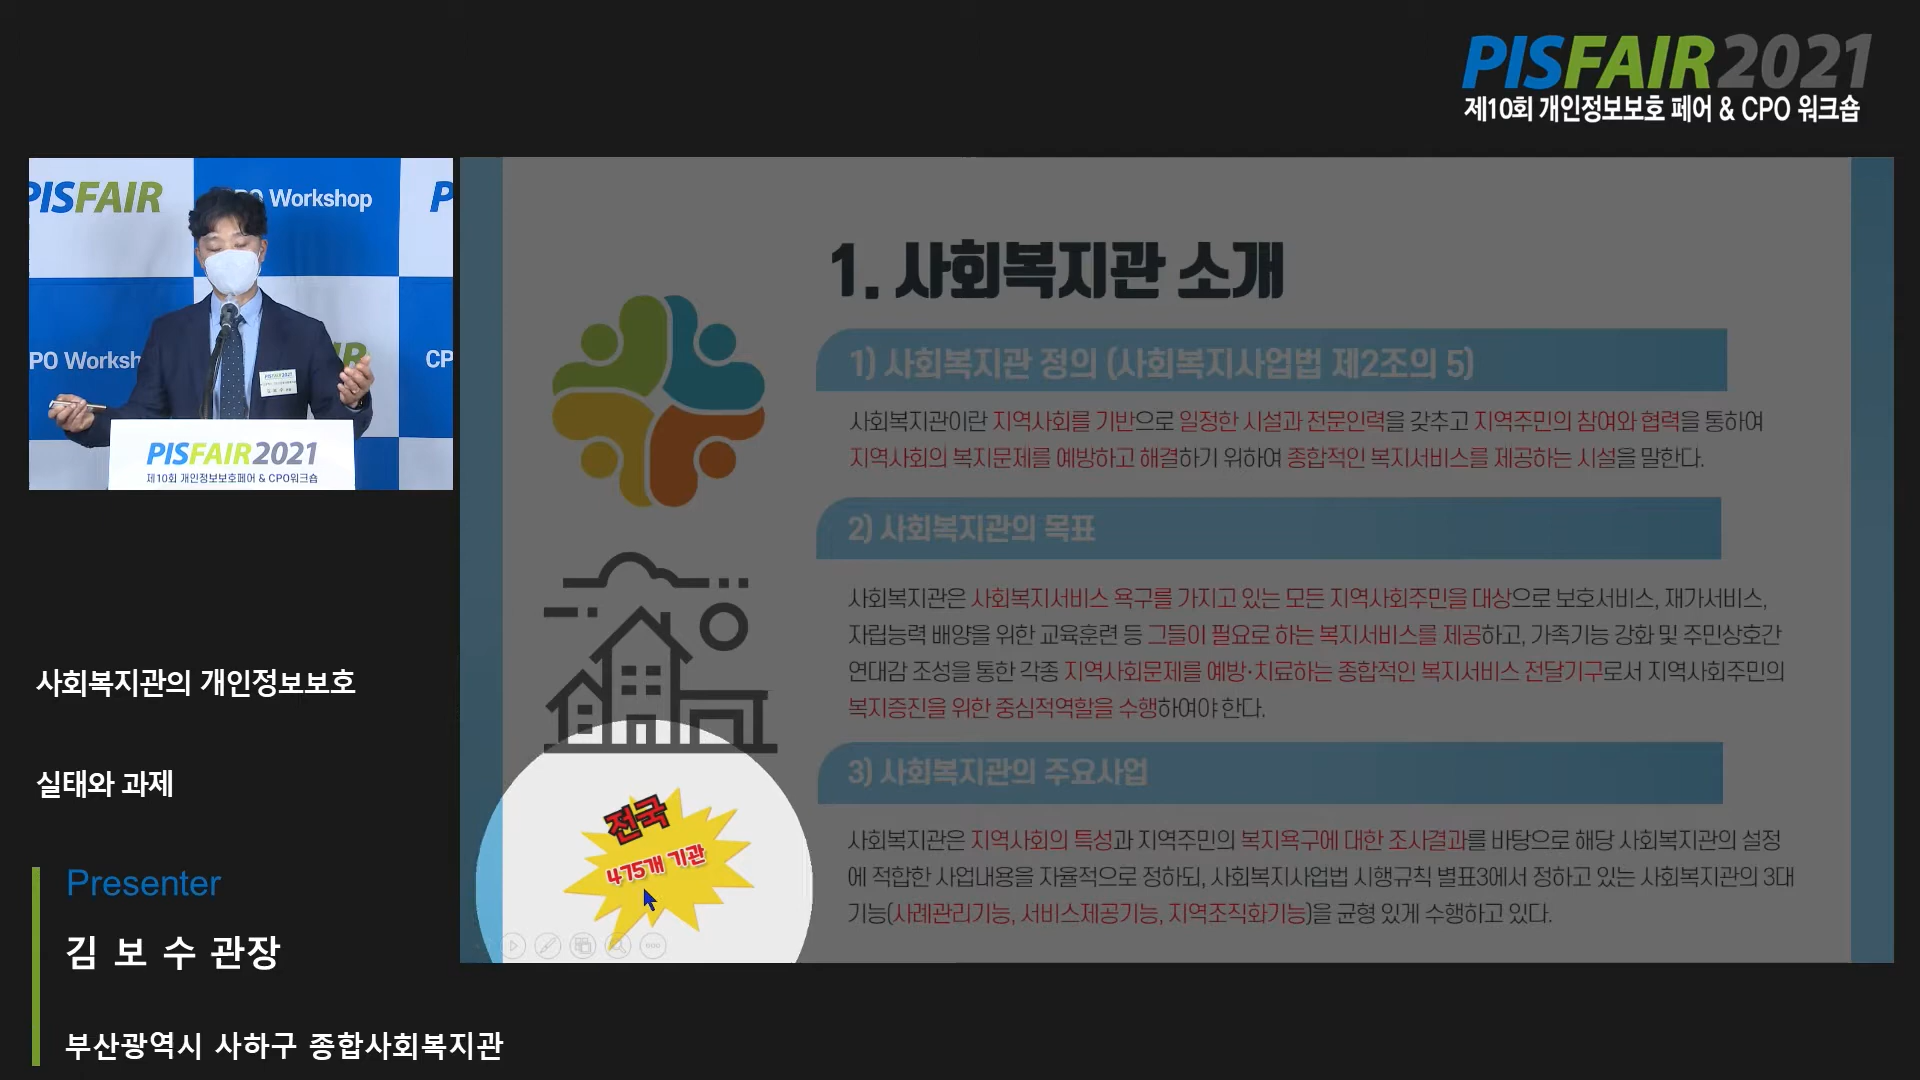 PISFAIR2021
제10회 개인정보보호 페어 & CPO 워크숍
PISFAIR
PO Workshop
P
PO Worksh
R
CP
PISFAIR2021
PISFAIR2021
제10회 개인정보보호페어 & CPO워크숍
1. 사회복지관 소개
1) 사회복지관 정의 (사회복지사업법 제2조의 5)
사회복지관이란 지역사회를 기반으로 일정한 시설과 전문인력을 갖추고 지역주민의 참여와 협력을 통하여
지역사회의 복지문제를 예방하고 해결하기 위하여 종합적인 복지서비스를 제공하는 시설을 말한다.
2) 사회복지관의 목표
사회복지관은 사회복지서비스 욕구를 가지고 있는 모든 지역사회주민을 대상으로 보호서비스, 재가서비스,
자립능력 배양을 위한 교육훈련 등 그들이 필요로 하는 복지서비스를 제공하고, 가족기능 강화 및 주민상호간
연대감 조성을 통한 각종 지역사회문제를 예방·치료하는 종합적인 복지서비스 전달기구로서 지역사회주민의
복지증진을 위한 중심적역할을 수행하여야 한다.
3) 사회복지관의 주요사업
사회복지관은 지역사회의 특성과 지역주민의 복지욕구에 대한 조사결과를 바탕으로 해당 사회복지관의 설정
에 적합한 사업내용을 자율적으로 정하되, 사회복지사업법 시행규칙 별표3에서 정하고 있는 사회복지관의 3대
기능(사례관리기능, 서비스제공기능, 지역조직화기능)을 균형 있게 수행하고 있다.
전국
475개 기관
사회복지관의 개인정보보호
실태와 과제
Presenter
김 보 수 관장
부산광역시 사하구 종합사회복지관